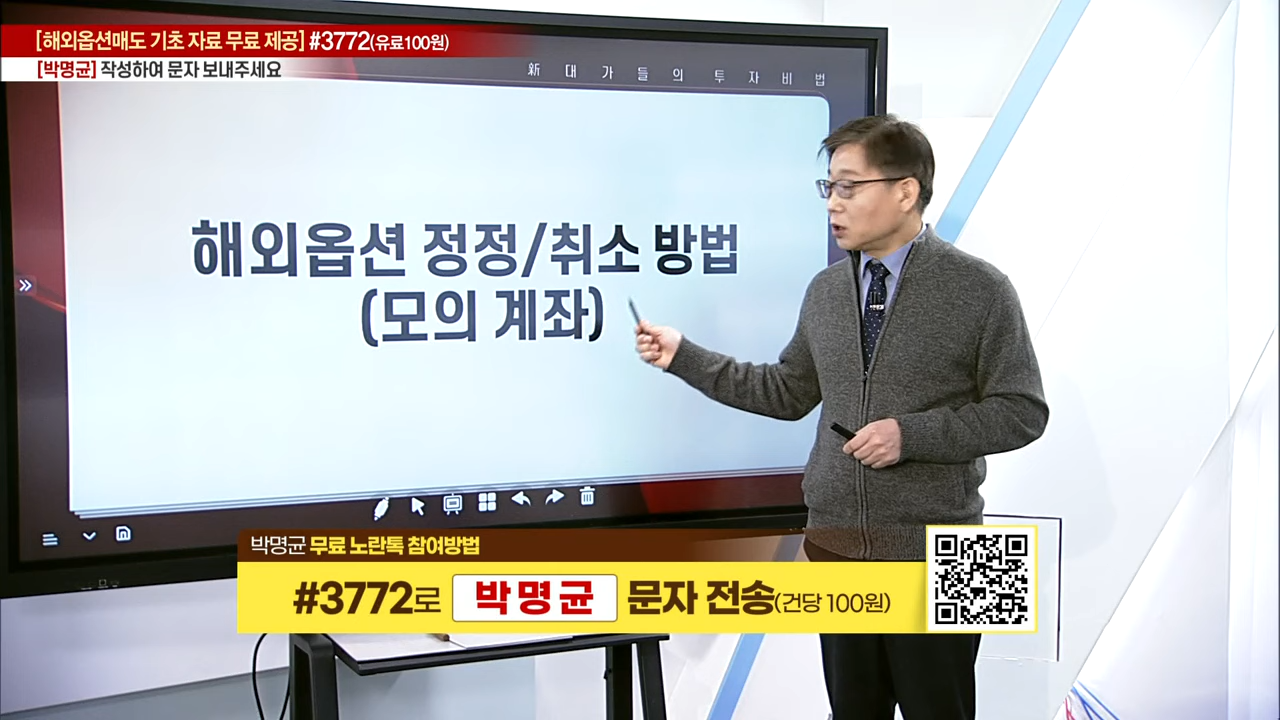 [해외옵션매도 기초 자료 무료 제공] #3772(유료100원)
[박명균] 작성하여 문자 보내주세요
新 대가들의 투자비법
해외옵션 정정/취소 방법
(모의 계좌)
박명균 무료 노란톡 참여방법
#3772로 박명균 문자 전송(건당 100원)